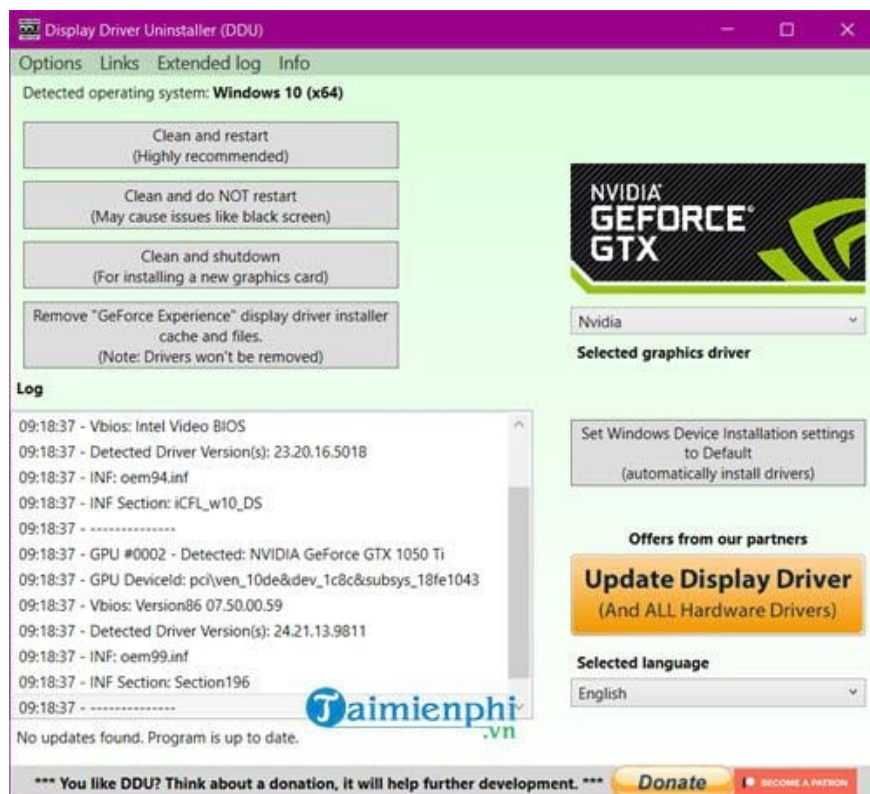 Display Driver Uninstaller (DDU)
Options Links Extended log Info
Detected operating system: Windows 10 (x64)
Clean and restart
(Highly recommended)
Clean and do NOT restart
(May cause issues like black screen)
Clean and shutdown
(For installing a new graphics card)
Remove "GeForce Experience" display driver installer
cache and files.
(Note: Drivers won't be removed)
NVIDIA
GEFORCE®
GTX
Nvidia
Selected graphics driver
Log
09:18:37 - Vbios: Intel Video BIOS
09:18:37 - Detected Driver Version(s): 23.20.16.5018
09:18:37 - INF: oem94.inf
09:18:37 - INF Section: iCFL_w10_DS
09:18:37 - --------------
09:18:37 - GPU #0002 - Detected: NVIDIA GeForce GTX 1050 Ti
09:18:37 - GPU DeviceId: pci\ven_10de&dev_1c8c&subsys_18fe1043
09:18:37 - Vbios: Version86 07.50.00.59
09:18:37 - Detected Driver Version(s): 24.21.13.9811
09:18:37 - INF: oem99.inf
09:18:37 - INF Section: Section196
09:18:37 - --------------
Set Windows Device Installation settings
to Default
(automatically install drivers)
Offers from our partners
Update Display Driver
(And ALL Hardware Drivers)
Selected language
English
Taimienphi
.vn
No updates found. Program is up to date.
*** You like DDU? Think about a donation, it will help further development. *** Donate BECOME A PATRON